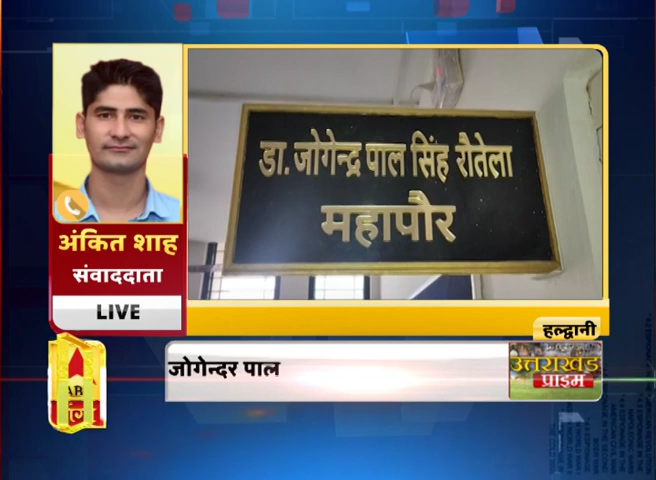 डा. जोगेन्द्र पाल सिंह रौतेला
महापौर
अंकित शाह
संवाददाता
LIVE
हल्द्वानी
जोगेन्दर पाल
उत्तराखंड
प्राइम